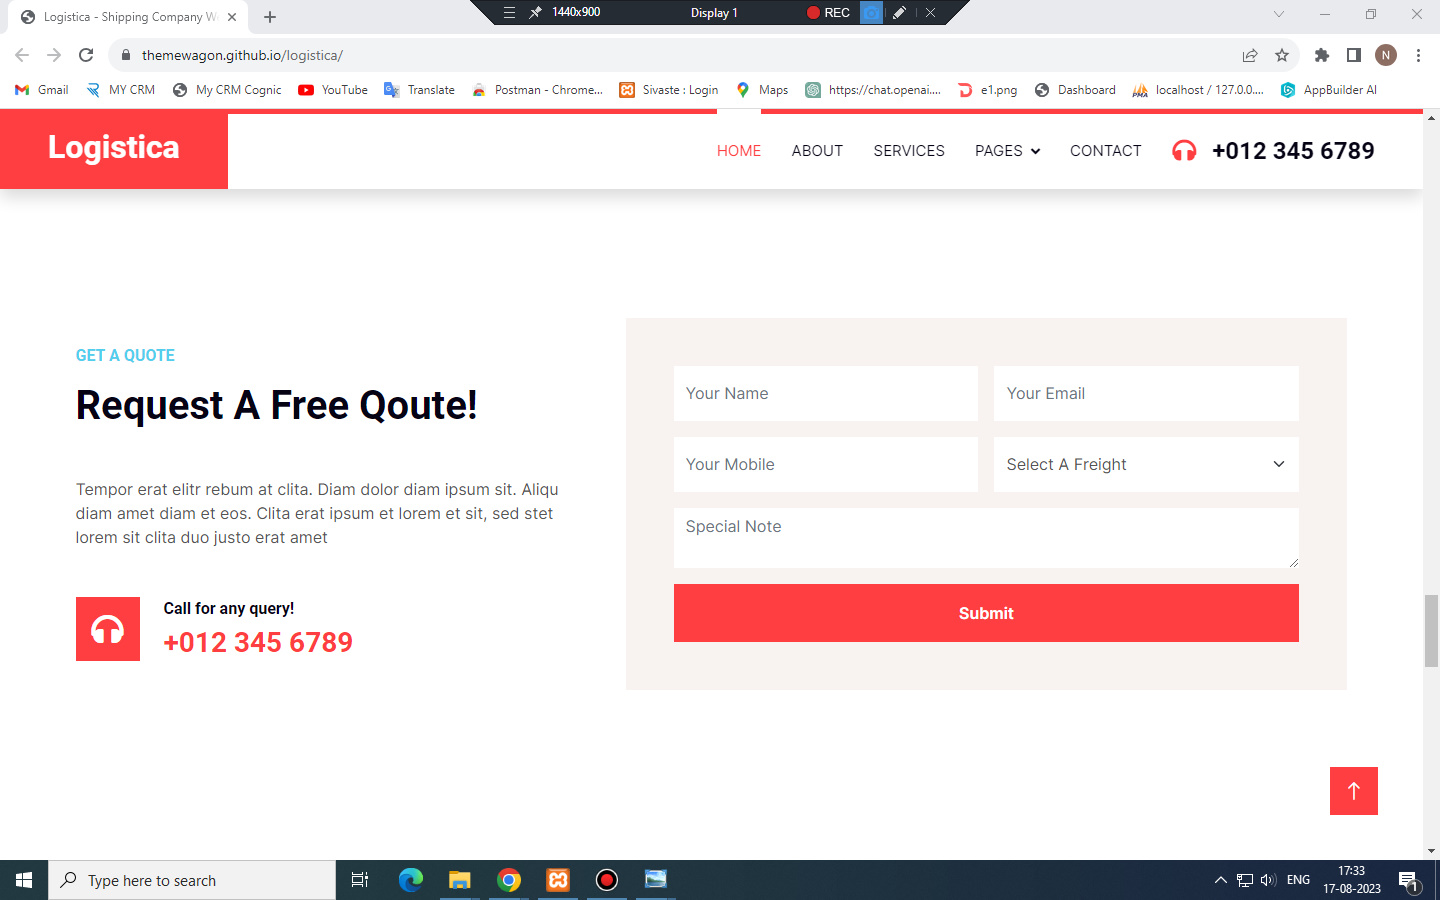 Logistica - Shipping Company W
1440x900
Display 1
REC
themewagon.github.io/logistica/
N
Gmail
MY CRM
My CRM Cognic
YouTube
Translate
Postman - Chrome...
Sivaste : Login
Maps
https://chat.openai....
e1.png
Dashboard
localhost / 127.0.0....
AppBuilder AI
Logistica
HOME
ABOUT
SERVICES
PAGES
CONTACT
+012 345 6789
GET A QUOTE
Request A Free Qoute!
Tempor erat elitr rebum at clita. Diam dolor diam ipsum sit. Aliqu
diam amet diam et eos. Clita erat ipsum et lorem et sit, sed stet
lorem sit clita duo justo erat amet
Call for any query!
+012 345 6789
Your Name
Your Email
Your Mobile
Select A Freight
Special Note
Submit
Type here to search
ENG
17:33
17-08-2023
1